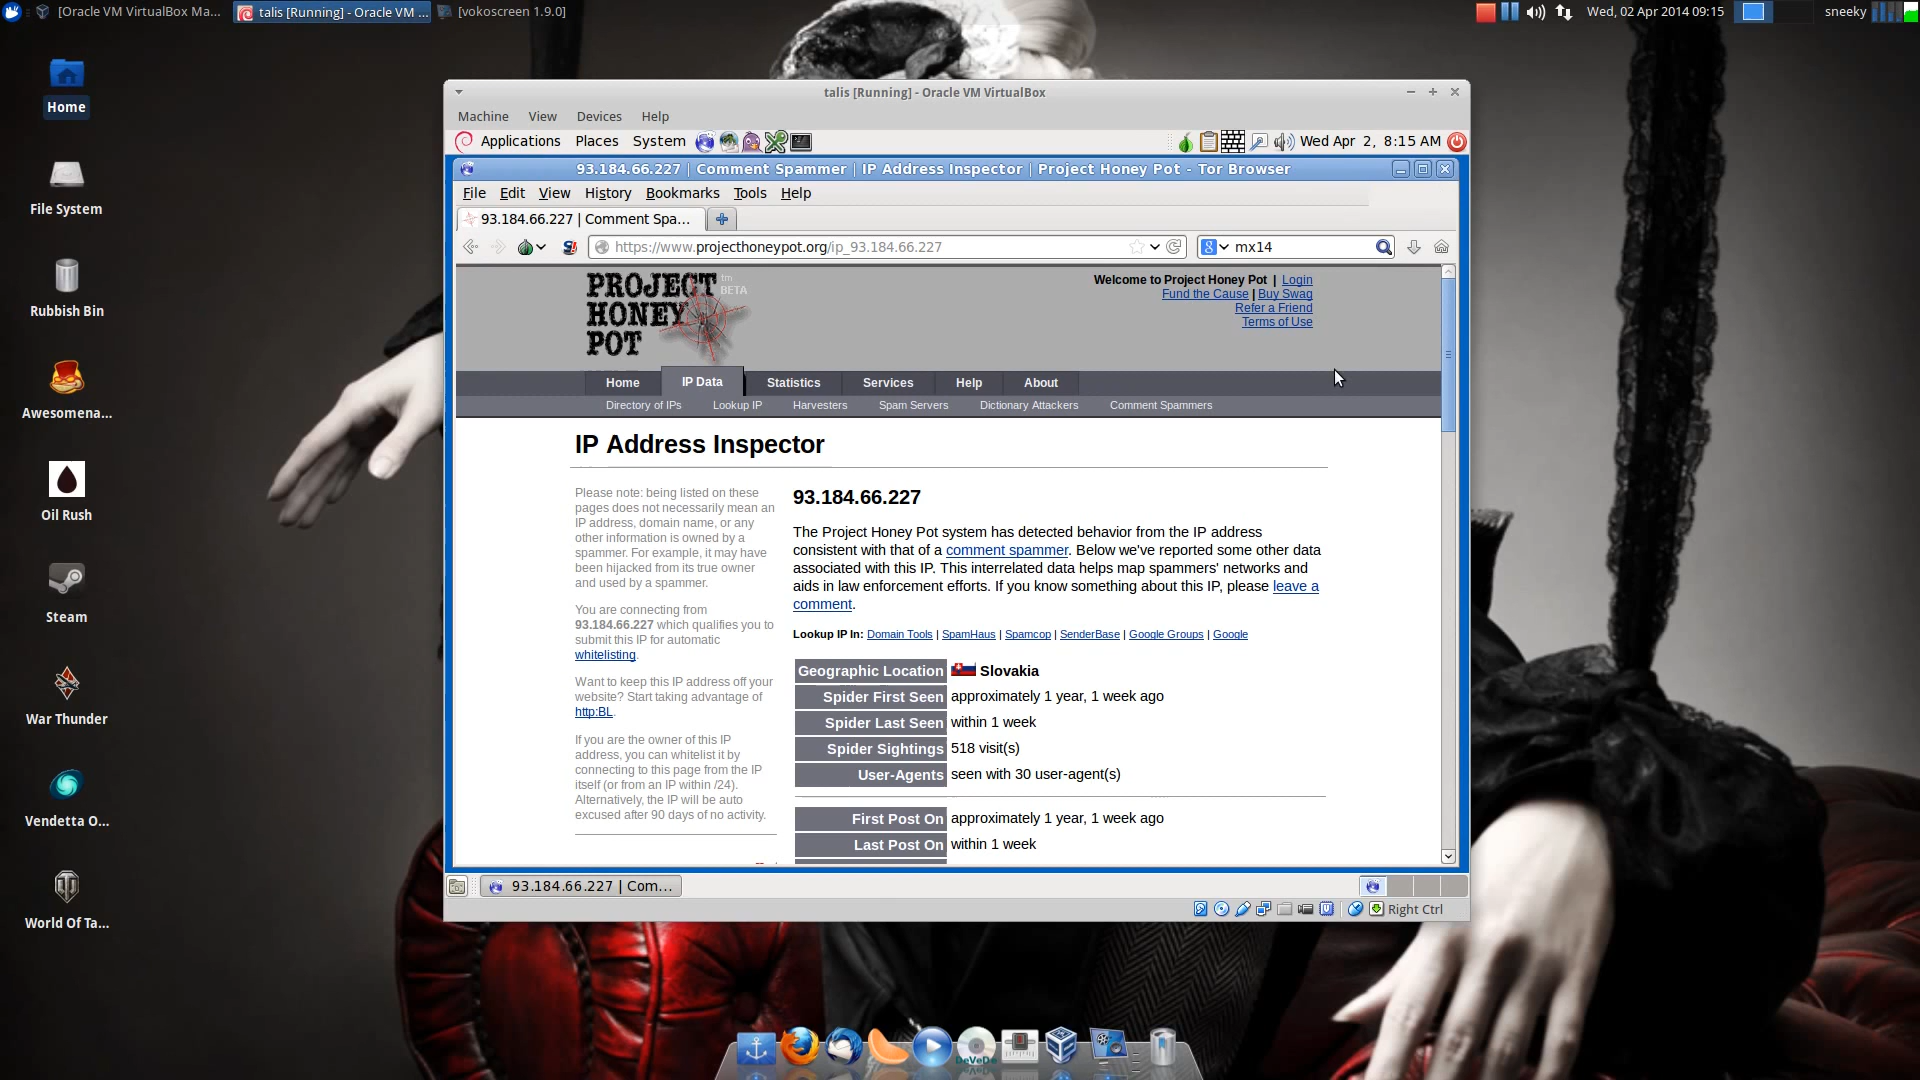 [Oracle VM VirtualBox Ma...
talis [Running] - Oracle VM ...
[vokoscreen 1.9.0]
Wed, 02 Apr 2014 09:15
sneeky
Home
File System
Rubbish Bin
Awesomena...
Oil Rush
Steam
War Thunder
Vendetta O...
World Of Ta...
talis [Running] - Oracle VM VirtualBox
Machine View Devices Help
Applications Places System
Wed Apr 2, 8:15 AM
93.184.66.227 | Comment Spammer | IP Address Inspector | Project Honey Pot - Tor Browser
File Edit View History Bookmarks Tools Help
93.184.66.227 | Comment Spa...
https://www.projecthoneypot.org/ip_93.184.66.227
mx14
PROJECT tm
HONEY BETA
POT
Welcome to Project Honey Pot | Login
Fund the Cause | Buy Swag
Refer a Friend
Terms of Use
Home IP Data Statistics Services Help About
Directory of IPs Lookup IP Harvesters Spam Servers Dictionary Attackers Comment Spammers
IP Address Inspector
Please note: being listed on these
pages does not necessarily mean an
IP address, domain name, or any
other information is owned by a
spammer. For example, it may have
been hijacked from its true owner
and used by a spammer.
You are connecting from
93.184.66.227 which qualifies you to
submit this IP for automatic
whitelisting.
Want to keep this IP address off your
website? Start taking advantage of
http:BL.
If you are the owner of this IP
address, you can whitelist it by
connecting to this page from the IP
itself (or from an IP within /24).
Alternatively, the IP will be auto
excused after 90 days of no activity.
93.184.66.227
The Project Honey Pot system has detected behavior from the IP address
consistent with that of a comment spammer. Below we've reported some other data
associated with this IP. This interrelated data helps map spammers' networks and
aids in law enforcement efforts. If you know something about this IP, please leave a
comment.
Lookup IP In: Domain Tools | SpamHaus | Spamcop | SenderBase | Google Groups | Google
Geographic Location Slovakia
Spider First Seen approximately 1 year, 1 week ago
Spider Last Seen within 1 week
Spider Sightings 518 visit(s)
User-Agents seen with 30 user-agent(s)
First Post On approximately 1 year, 1 week ago
Last Post On within 1 week
93.184.66.227 | Com...
Right Ctrl
DeVeDe